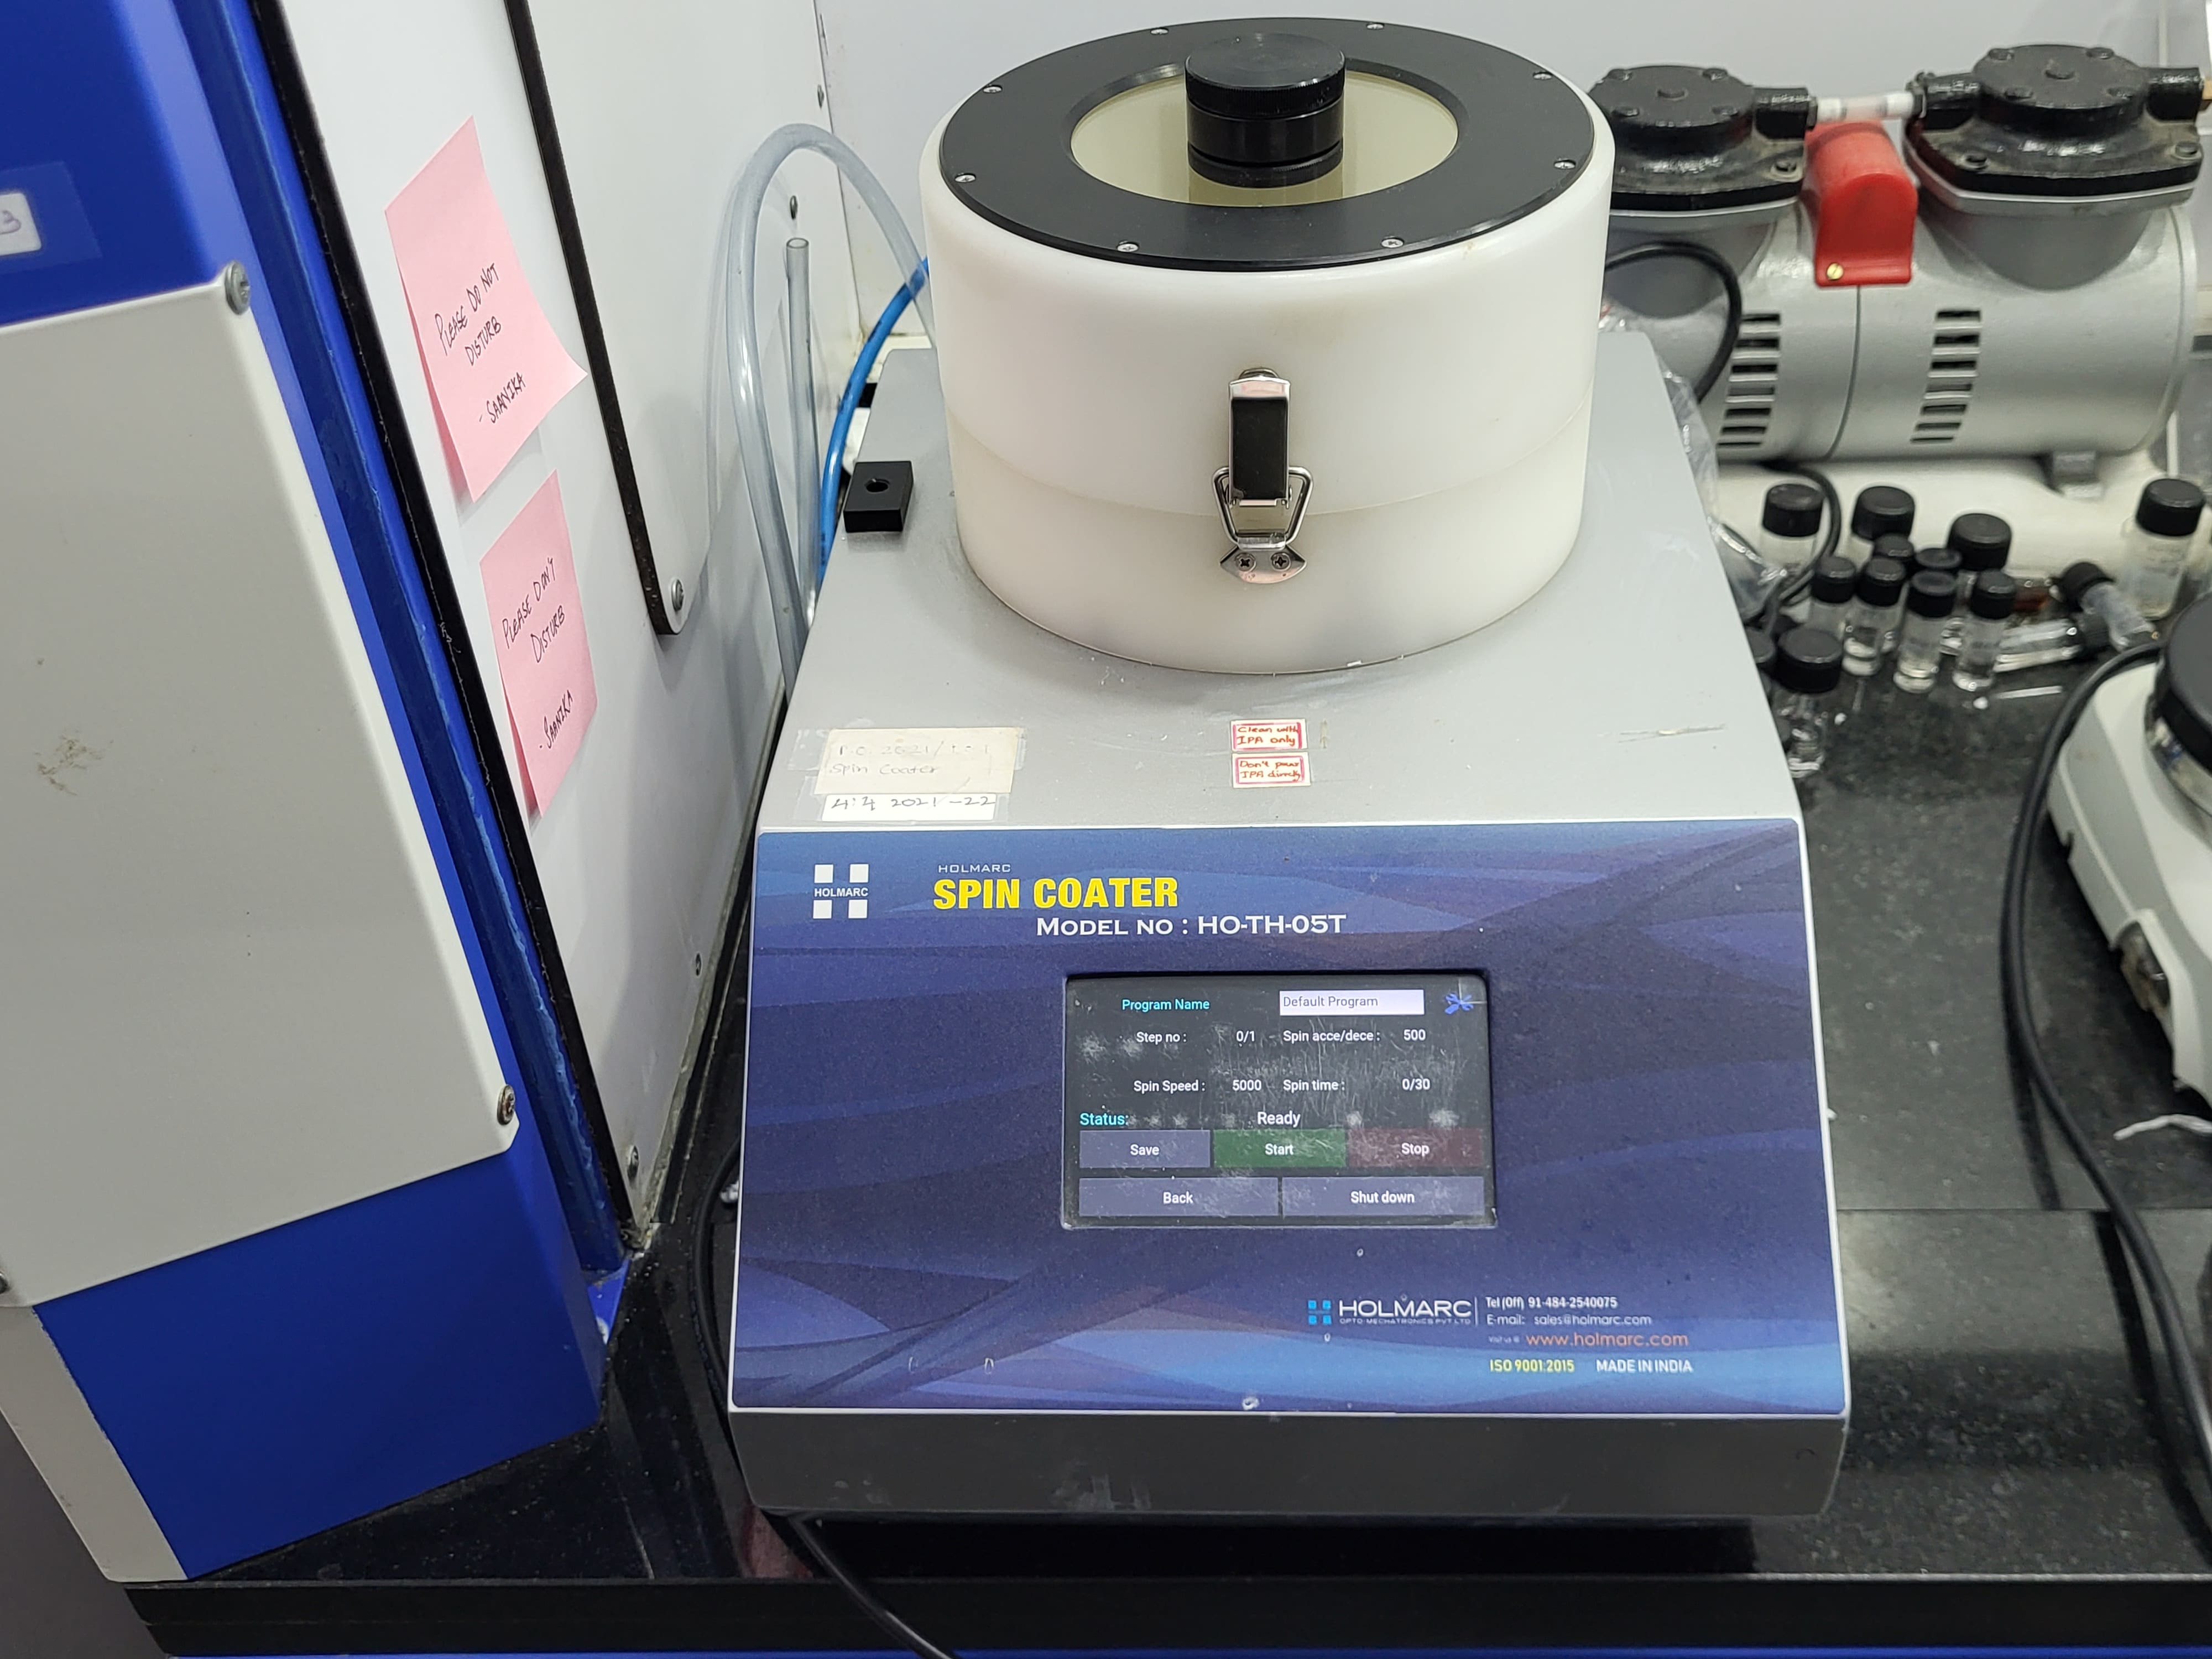 3
PLEASE DO NOT
DISTURB
- SAANIKA
PLEASE DON'T
DISTURB
- SAANIKA
Spin Coater
2021-22
Clean with
IPA only
Don't pour
IPA directly
HOLMARC
HOLMARC
SPIN COATER
MODEL NO : HO-TH-05T
Program Name Default Program
Step no : 0/1 Spin acce/dece : 500
Spin Speed : 5000 Spin time : 0/30
Status: Ready
Save Start Stop
Back Shut down
HOLMARC
OPTO-MECHATRONICS PVT LTD
Tel (Off) 91-484-2540075
E-mail: sales@holmarc.com
Visit us @ www.holmarc.com
ISO 9001:2015 MADE IN INDIA